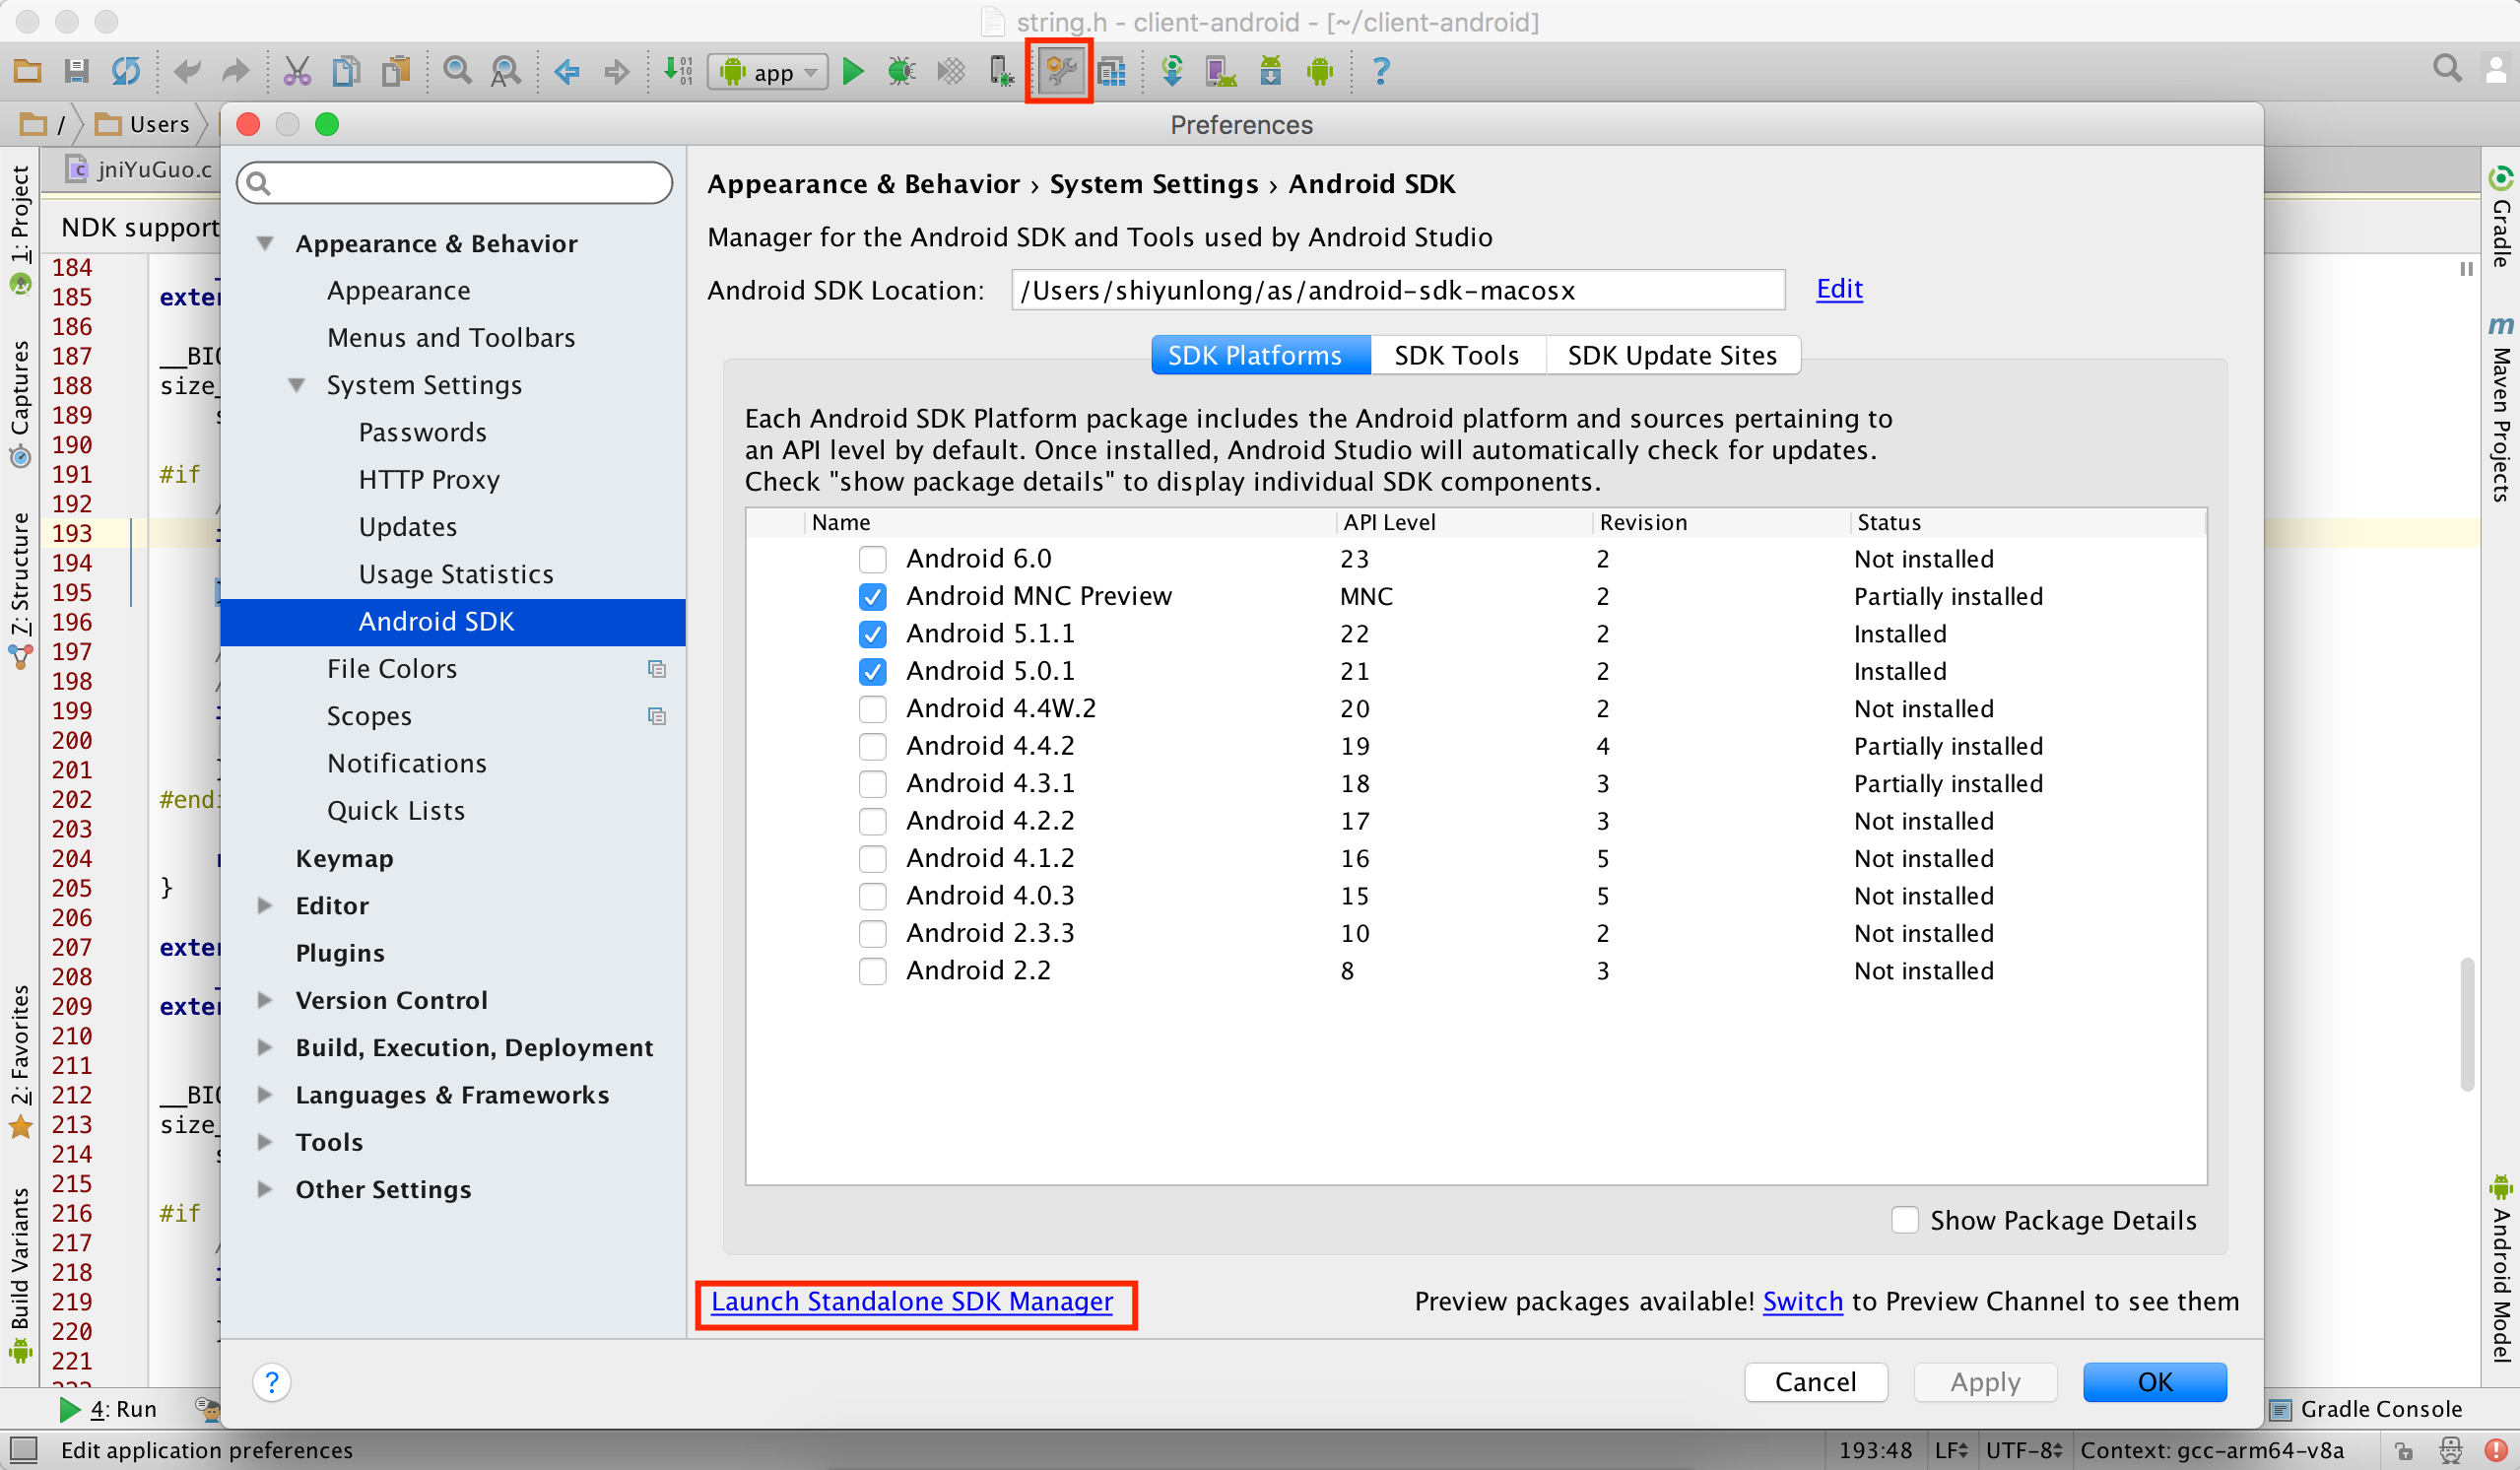 string.h - client-android - [~/client-android]
app
/ Users
Preferences
jniYuGuo.c
NDK support
1: Project
Captures
7: Structure
2: Favorites
Build Variants
184
185 exter
186
187 __BIO
188 size_
189
190
191 #if
192
193
194
195
196
197
198
199
200
201
202 #endi
203
204
205 }
206
207 exter
208
209 exter
210
211
212 __BIO
213 size_
214
215
216 #if
217
218
219
220
221
Appearance & Behavior
Appearance
Menus and Toolbars
System Settings
Passwords
HTTP Proxy
Updates
Usage Statistics
Android SDK
File Colors
Scopes
Notifications
Quick Lists
Keymap
Editor
Plugins
Version Control
Build, Execution, Deployment
Languages & Frameworks
Tools
Other Settings
Appearance & Behavior › System Settings › Android SDK
Manager for the Android SDK and Tools used by Android Studio
Android SDK Location: /Users/shiyunlong/as/android-sdk-macosx Edit
SDK Platforms SDK Tools SDK Update Sites
Each Android SDK Platform package includes the Android platform and sources pertaining to
an API level by default. Once installed, Android Studio will automatically check for updates.
Check "show package details" to display individual SDK components.
Name API Level Revision Status
Android 6.0 23 2 Not installed
Android MNC Preview MNC 2 Partially installed
Android 5.1.1 22 2 Installed
Android 5.0.1 21 2 Installed
Android 4.4W.2 20 2 Not installed
Android 4.4.2 19 4 Partially installed
Android 4.3.1 18 3 Partially installed
Android 4.2.2 17 3 Not installed
Android 4.1.2 16 5 Not installed
Android 4.0.3 15 5 Not installed
Android 2.3.3 10 2 Not installed
Android 2.2 8 3 Not installed
Show Package Details
Launch Standalone SDK Manager
Preview packages available! Switch to Preview Channel to see them
? Cancel Apply OK
Gradle
m Maven Projects
Android Model
4: Run
Gradle Console
Edit application preferences
193:48 LF UTF-8 Context: gcc-arm64-v8a